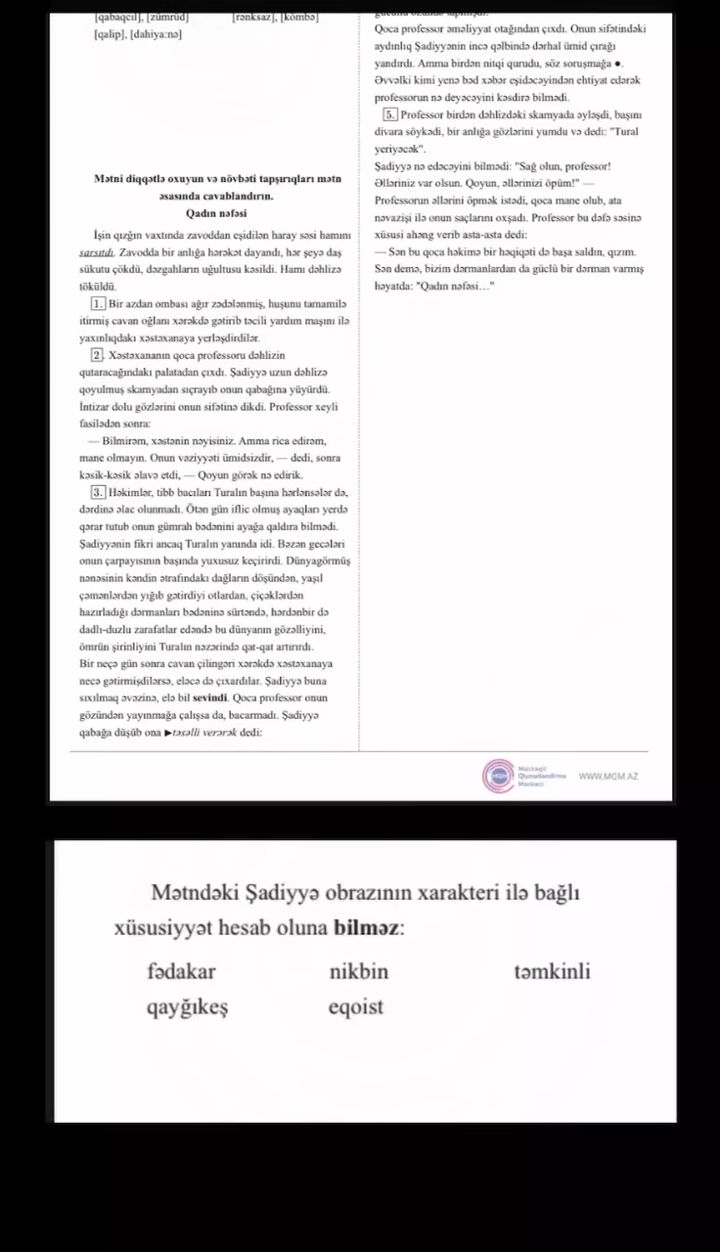 [qabaqcıl], [zümrüd]
[rənksaz], [kömbə]
[qalip], [dahiya:nə]
Mətni diqqətlə oxuyun və növbəti tapşırıqları mətn
əsasında cavablandırın.
Qadın nəfəsi
İşin qızğın vaxtında zavoddan eşidilən haray səsi hamını
sarsıtdı. Zavodda bir anlığa hərəkət dayandı, hər şeyə daş
sükutu çökdü, dəzgahların uğultusu kəsildi. Hamı dəhlizə
töküldü.
1. Bir azdan ombası ağır zədələnmiş, huşunu tamamilə
itirmiş cavan oğlanı xərəkdə gətirib təcili yardım maşını ilə
yaxınlıqdakı xəstəxanaya yerləşdirdilər.
2. Xəstəxananın qoca professoru dəhlizin
qutaracağındakı palatadan çıxdı. Şadiyyə uzun dəhlizə
qoyulmuş skamyadan sıçrayıb onun qabağına yüyürdü.
İntizar dolu gözlərini onun sifətinə dikdi. Professor xeyli
fasilədən sonra:
— Bilmirəm, xəstənin nəyisiniz. Amma rica edirəm,
mane olmayın. Onun vəziyyəti ümidsizdir, — dedi, sonra
kəsik-kəsik əlavə etdi, — Qoyun görək nə edirik.
3. Həkimlər, tibb bacıları Turalın başına hərlənsələr də,
dərdinə əlac olunmadı. Ötən gün iflic olmuş ayaqları yerdə
qərar tutub onun gümrah bədənini ayağa qaldıra bilmədi.
Şadiyyənin fikri ancaq Turalın yanında idi. Bəzən gecələri
onun çarpayısının başında yuxusuz keçirirdi. Dünyagörmüş
nənəsinin kəndin ətrafındakı dağların döşündən, yaşıl
çəmənlərdən yığıb gətirdiyi otlardan, çiçəklərdən
hazırladığı dərmanları bədəninə sürtəndə, hərdənbir də
dadlı-duzlu zarafatlar edəndə bu dünyanın gözəlliyini,
ömrün şirinliyini Turalın nəzərində qat-qat artırırdı.
Bir neçə gün sonra cavan çilingəri xərəkdə xəstəxanaya
necə gətirmişdilərsə, eləcə də çıxardılar. Şadiyyə buna
sıxılmaq əvəzinə, elə bil sevindi. Qoca professor onun
gözündən yayınmağa çalışsa da, bacarmadı. Şadiyyə
qabağa düşüb ona ►təsəlli verərək dedi:
Qoca professor əməliyyat otağından çıxdı. Onun sifətindəki
aydınlıq Şadiyyənin incə qəlbində dərhal ümid çırağı
yandırdı. Amma birdən nitqi qurudu, söz soruşmağa ●.
Əvvəlki kimi yenə bəd xəbər eşidəcəyindən ehtiyat edərək
professorun nə deyəcəyini kəsdirə bilmədi.
5. Professor birdən dəhlizdəki skamyada əyləşdi, başını
divara söykədi, bir anlığa gözlərini yumdu və dedi: "Tural
yeriyəcək".
Şadiyyə nə edəcəyini bilmədi: "Sağ olun, professor!
Əlləriniz var olsun. Qoyun, əllərinizi öpüm!" —
Professorun əllərini öpmək istədi, qoca mane olub, ata
nəvazişi ilə onun saçlarını oxşadı. Professor bu dəfə səsinə
xüsusi ahəng verib asta-asta dedi:
— Sən bu qoca həkimə bir həqiqəti də başa saldın, qızım.
Sən demə, bizim dərmanlardan da güclü bir dərman varmış
həyatda: "Qadın nəfəsi..."
MQM
Müstəqil
Qiymətləndirmə
Mərkəzi
WWW.MQM.AZ
Mətndəki Şadiyyə obrazının xarakteri ilə bağlı
xüsusiyyət hesab oluna bilməz:
fədakar
nikbin
təmkinli
qayğıkeş
eqoist